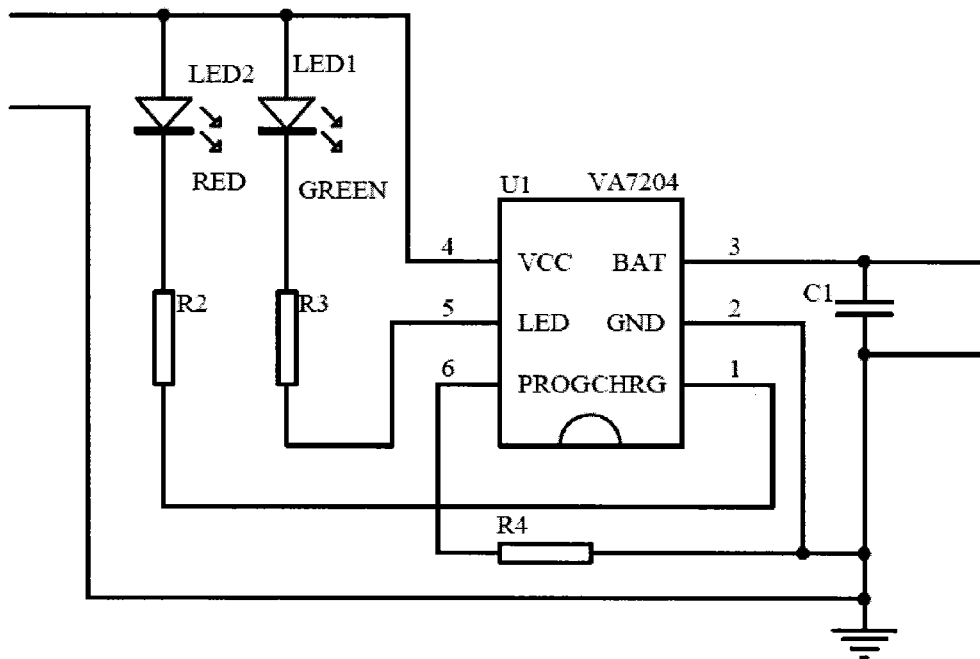 LED2
LED1
RED
GREEN
U1 VA7204
4 VCC BAT 3
C1
R2 R3
5 LED GND 2
6 PROGCHRG 1
R4